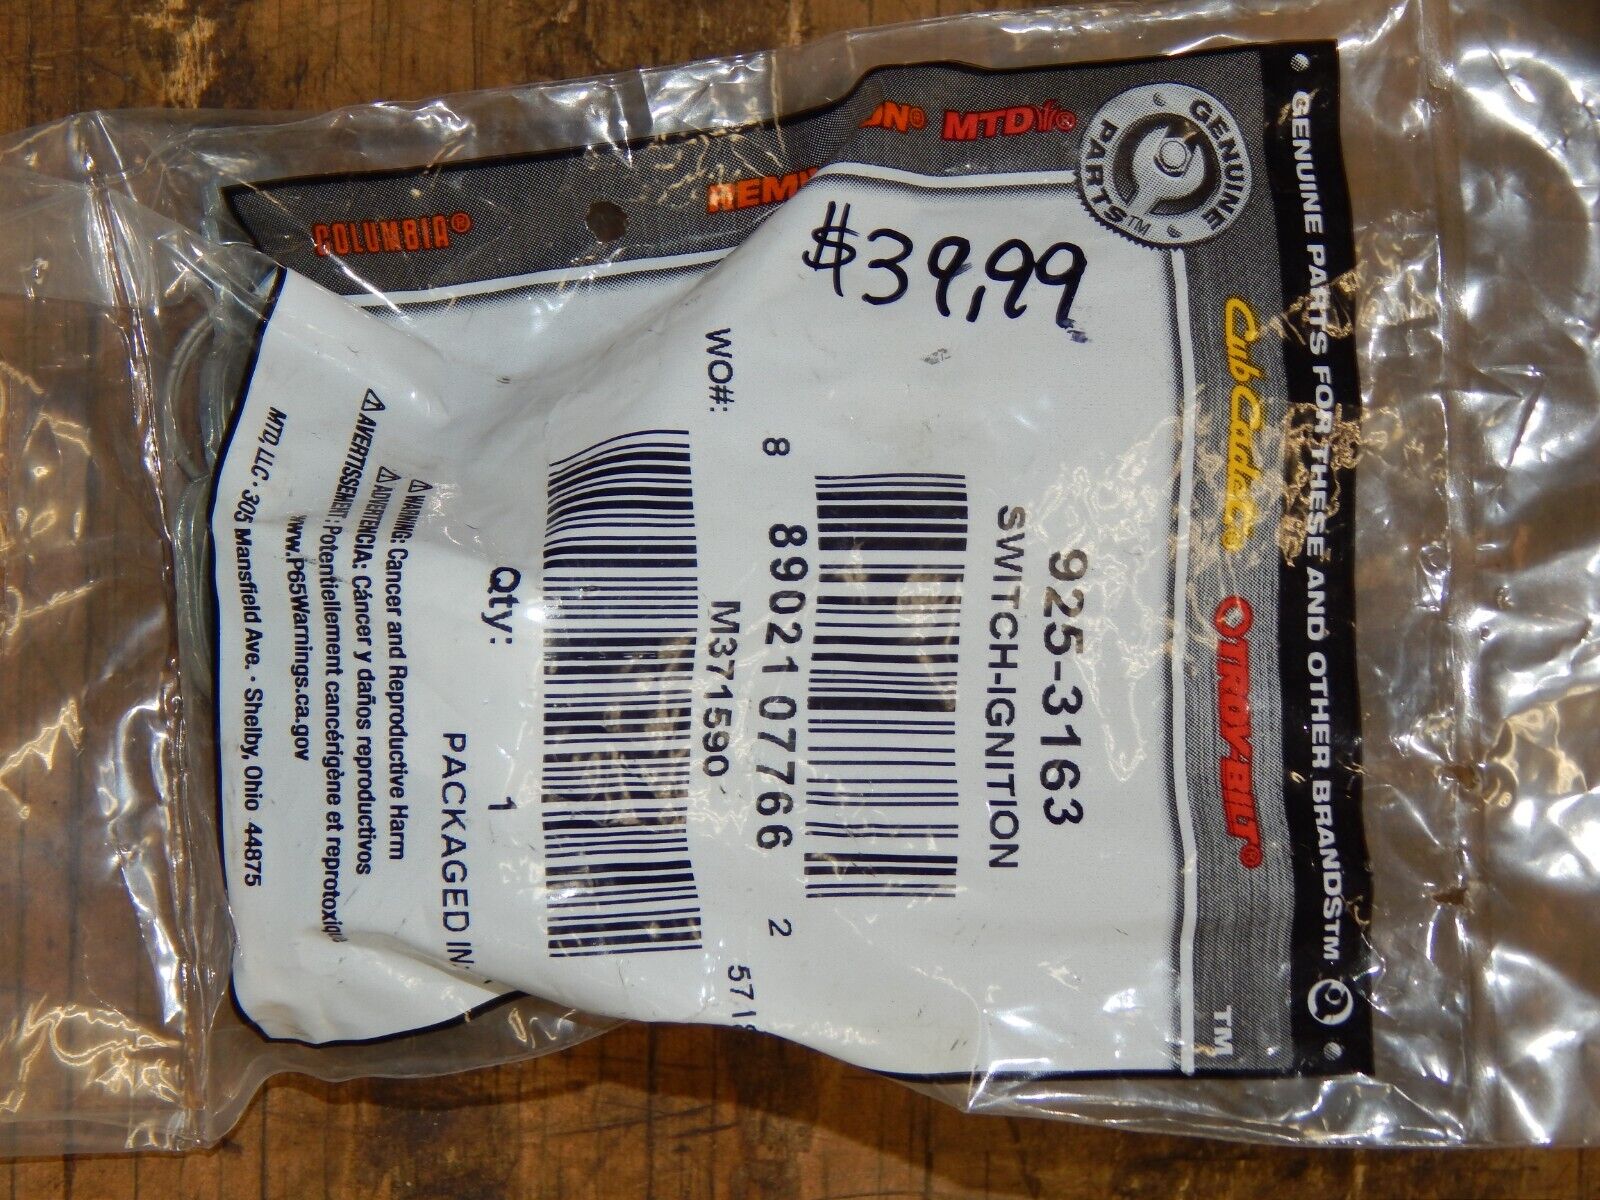 GENUINE PARTS FOR THESE AND OTHER BRANDS™
GENUINE PARTS™
Cub Cadet®
TROY-BILT®
TM
MTD®
COLUMBIA®
$39,99
925-3163
SWITCH-IGNITION
8 89021 07766 2
WO#: M371590
Qty: 1
PACKAGED IN:
⚠WARNING: Cancer and Reproductive Harm
⚠ADVERTENCIA: Cáncer y daños reproductivos
⚠AVERTISSEMENT: Potentiellement cancérigène et
www.P65Warnings.ca.gov
MTD, LLC · 305 Mansfield Ave. · Shelby, Ohio 44875